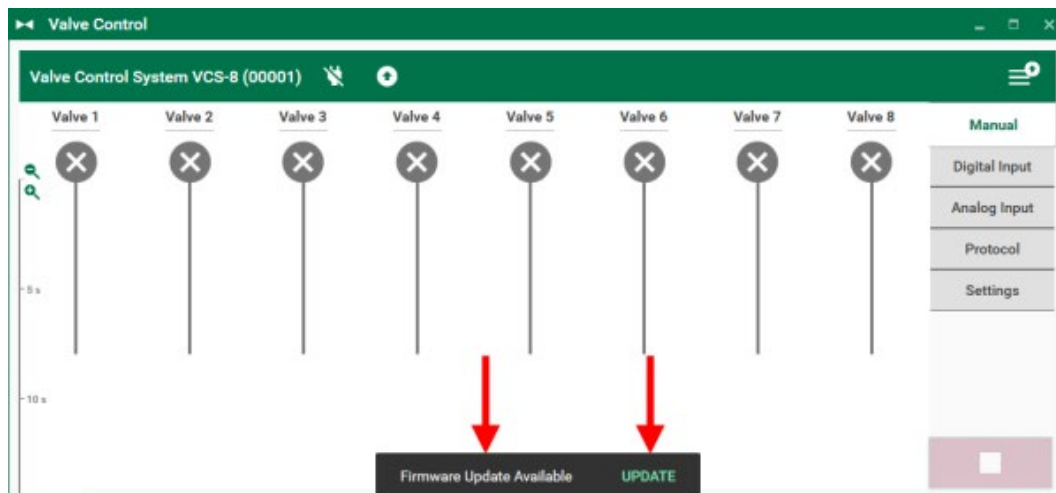 Valve Control
Valve Control System VCS-8 (00001)
Valve 1 Valve 2 Valve 3 Valve 4 Valve 5 Valve 6 Valve 7 Valve 8
Manual
Digital Input
Analog Input
Protocol
Settings
5 s
10 s
Firmware Update Available UPDATE